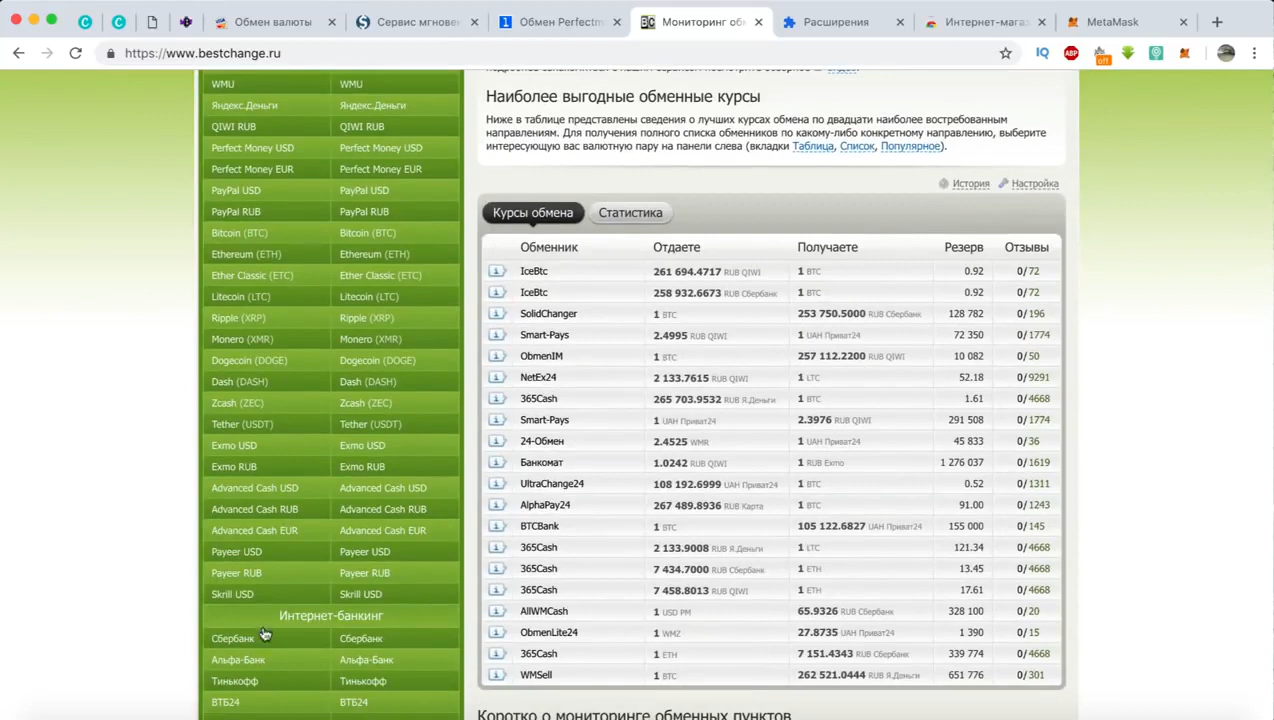 Обмен валюты
Сервис мгновен
Обмен Perfectm
Мониторинг об
Расширения
Интернет-мага
MetaMask
https://www.bestchange.ru
IQ
ABP
off
WMU WMU
Яндекс.Деньги Яндекс.Деньги
QIWI RUB QIWI RUB
Perfect Money USD Perfect Money USD
Perfect Money EUR Perfect Money EUR
PayPal USD PayPal USD
PayPal RUB PayPal RUB
Bitcoin (BTC) Bitcoin (BTC)
Ethereum (ETH) Ethereum (ETH)
Ether Classic (ETC) Ether Classic (ETC)
Litecoin (LTC) Litecoin (LTC)
Ripple (XRP) Ripple (XRP)
Monero (XMR) Monero (XMR)
Dogecoin (DOGE) Dogecoin (DOGE)
Dash (DASH) Dash (DASH)
Zcash (ZEC) Zcash (ZEC)
Tether (USDT) Tether (USDT)
Exmo USD Exmo USD
Exmo RUB Exmo RUB
Advanced Cash USD Advanced Cash USD
Advanced Cash RUB Advanced Cash RUB
Advanced Cash EUR Advanced Cash EUR
Payeer USD Payeer USD
Payeer RUB Payeer RUB
Skrill USD Skrill USD
Интернет-банкинг
Сбербанк Сбербанк
Альфа-Банк Альфа-Банк
Тинькофф Тинькофф
ВТБ24 ВТБ24
Наиболее выгодные обменные курсы
Ниже в таблице представлены сведения о лучших курсах обмена по двадцати наиболее востребованным
направлениям. Для получения полного списка обменников по какому-либо конкретному направлению, выберите
интересующую вас валютную пару на панели слева (вкладки Таблица, Список, Популярное).
История Настройка
Курсы обмена Статистика
Обменник Отдаете Получаете Резерв Отзывы
IceBtc 261 694.4717 RUB QIWI 1 BTC 0.92 0/72
IceBtc 258 932.6673 RUB Сбербанк 1 BTC 0.92 0/72
SolidChanger 1 BTC 253 750.5000 RUB Сбербанк 128 782 0/196
Smart-Pays 2.4995 RUB QIWI 1 UAH Приват24 72 350 0/1774
ObmenIM 1 BTC 257 112.2200 RUB QIWI 10 082 0/50
NetEx24 2 133.7615 RUB QIWI 1 LTC 52.18 0/9291
365Cash 265 703.9532 RUB Я.Деньги 1 BTC 1.61 0/4668
Smart-Pays 1 UAH Приват24 2.3976 RUB QIWI 291 508 0/1774
24-Обмен 2.4525 WMR 1 UAH Приват24 45 833 0/36
Банкомат 1.0242 RUB QIWI 1 RUB Exmo 1 276 037 0/1619
UltraChange24 108 192.6999 UAH Приват24 1 BTC 0.52 0/1311
AlphaPay24 267 489.8936 RUB Карта 1 BTC 91.00 0/1243
BTCBank 1 BTC 105 122.6827 UAH Приват24 155 000 0/145
365Cash 2 133.9008 RUB Я.Деньги 1 LTC 121.34 0/4668
365Cash 7 434.7000 RUB Сбербанк 1 ETH 13.45 0/4668
365Cash 7 458.8013 RUB QIWI 1 ETH 17.61 0/4668
AllWMCash 1 USD PM 65.9326 RUB Сбербанк 328 100 0/20
ObmenLite24 1 WMZ 27.8735 UAH Приват24 1 390 0/15
365Cash 1 ETH 7 151.4343 RUB Сбербанк 339 774 0/4668
WMSell 1 BTC 262 521.0444 RUB Я.Деньги 651 776 0/301
Коротко о мониторинге обменных пунктов